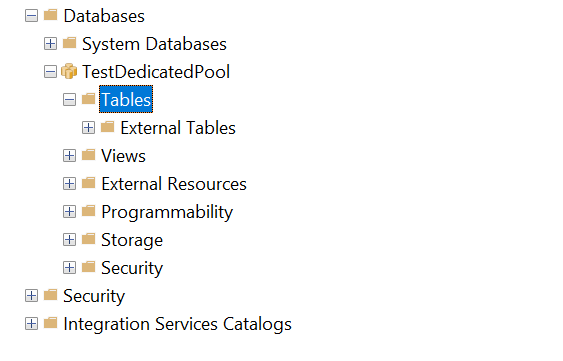 Databases
System Databases
TestDedicatedPool
Tables
External Tables
Views
External Resources
Programmability
Storage
Security
Security
Integration Services Catalogs